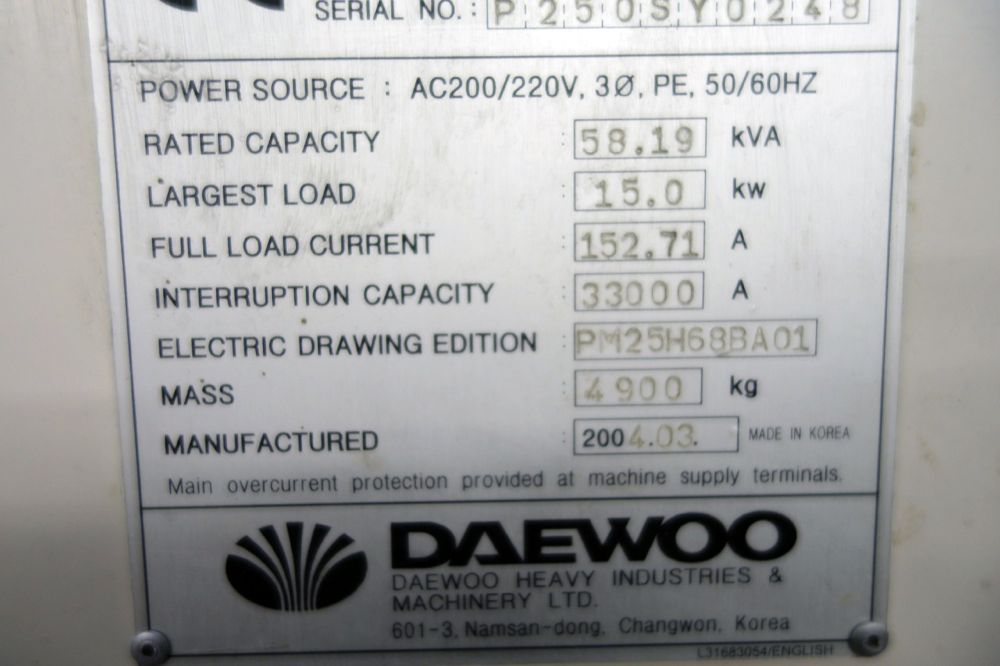 SERIAL NO. : P250SY0248
POWER SOURCE : AC200/220V, 3Ø, PE, 50/60HZ
RATED CAPACITY : 58.19 kVA
LARGEST LOAD : 15.0 kw
FULL LOAD CURRENT : 152.71 A
INTERRUPTION CAPACITY : 33000 A
ELECTRIC DRAWING EDITION : PM25H68BA01
MASS : 4900 kg
MANUFACTURED : 2004.03. MADE IN KOREA
Main overcurrent protection provided at machine supply terminals.
DAEWOO
DAEWOO HEAVY INDUSTRIES &
MACHINERY LTD.
601-3, Namsan-dong, Changwon, Korea
L31683054/ENGLISH